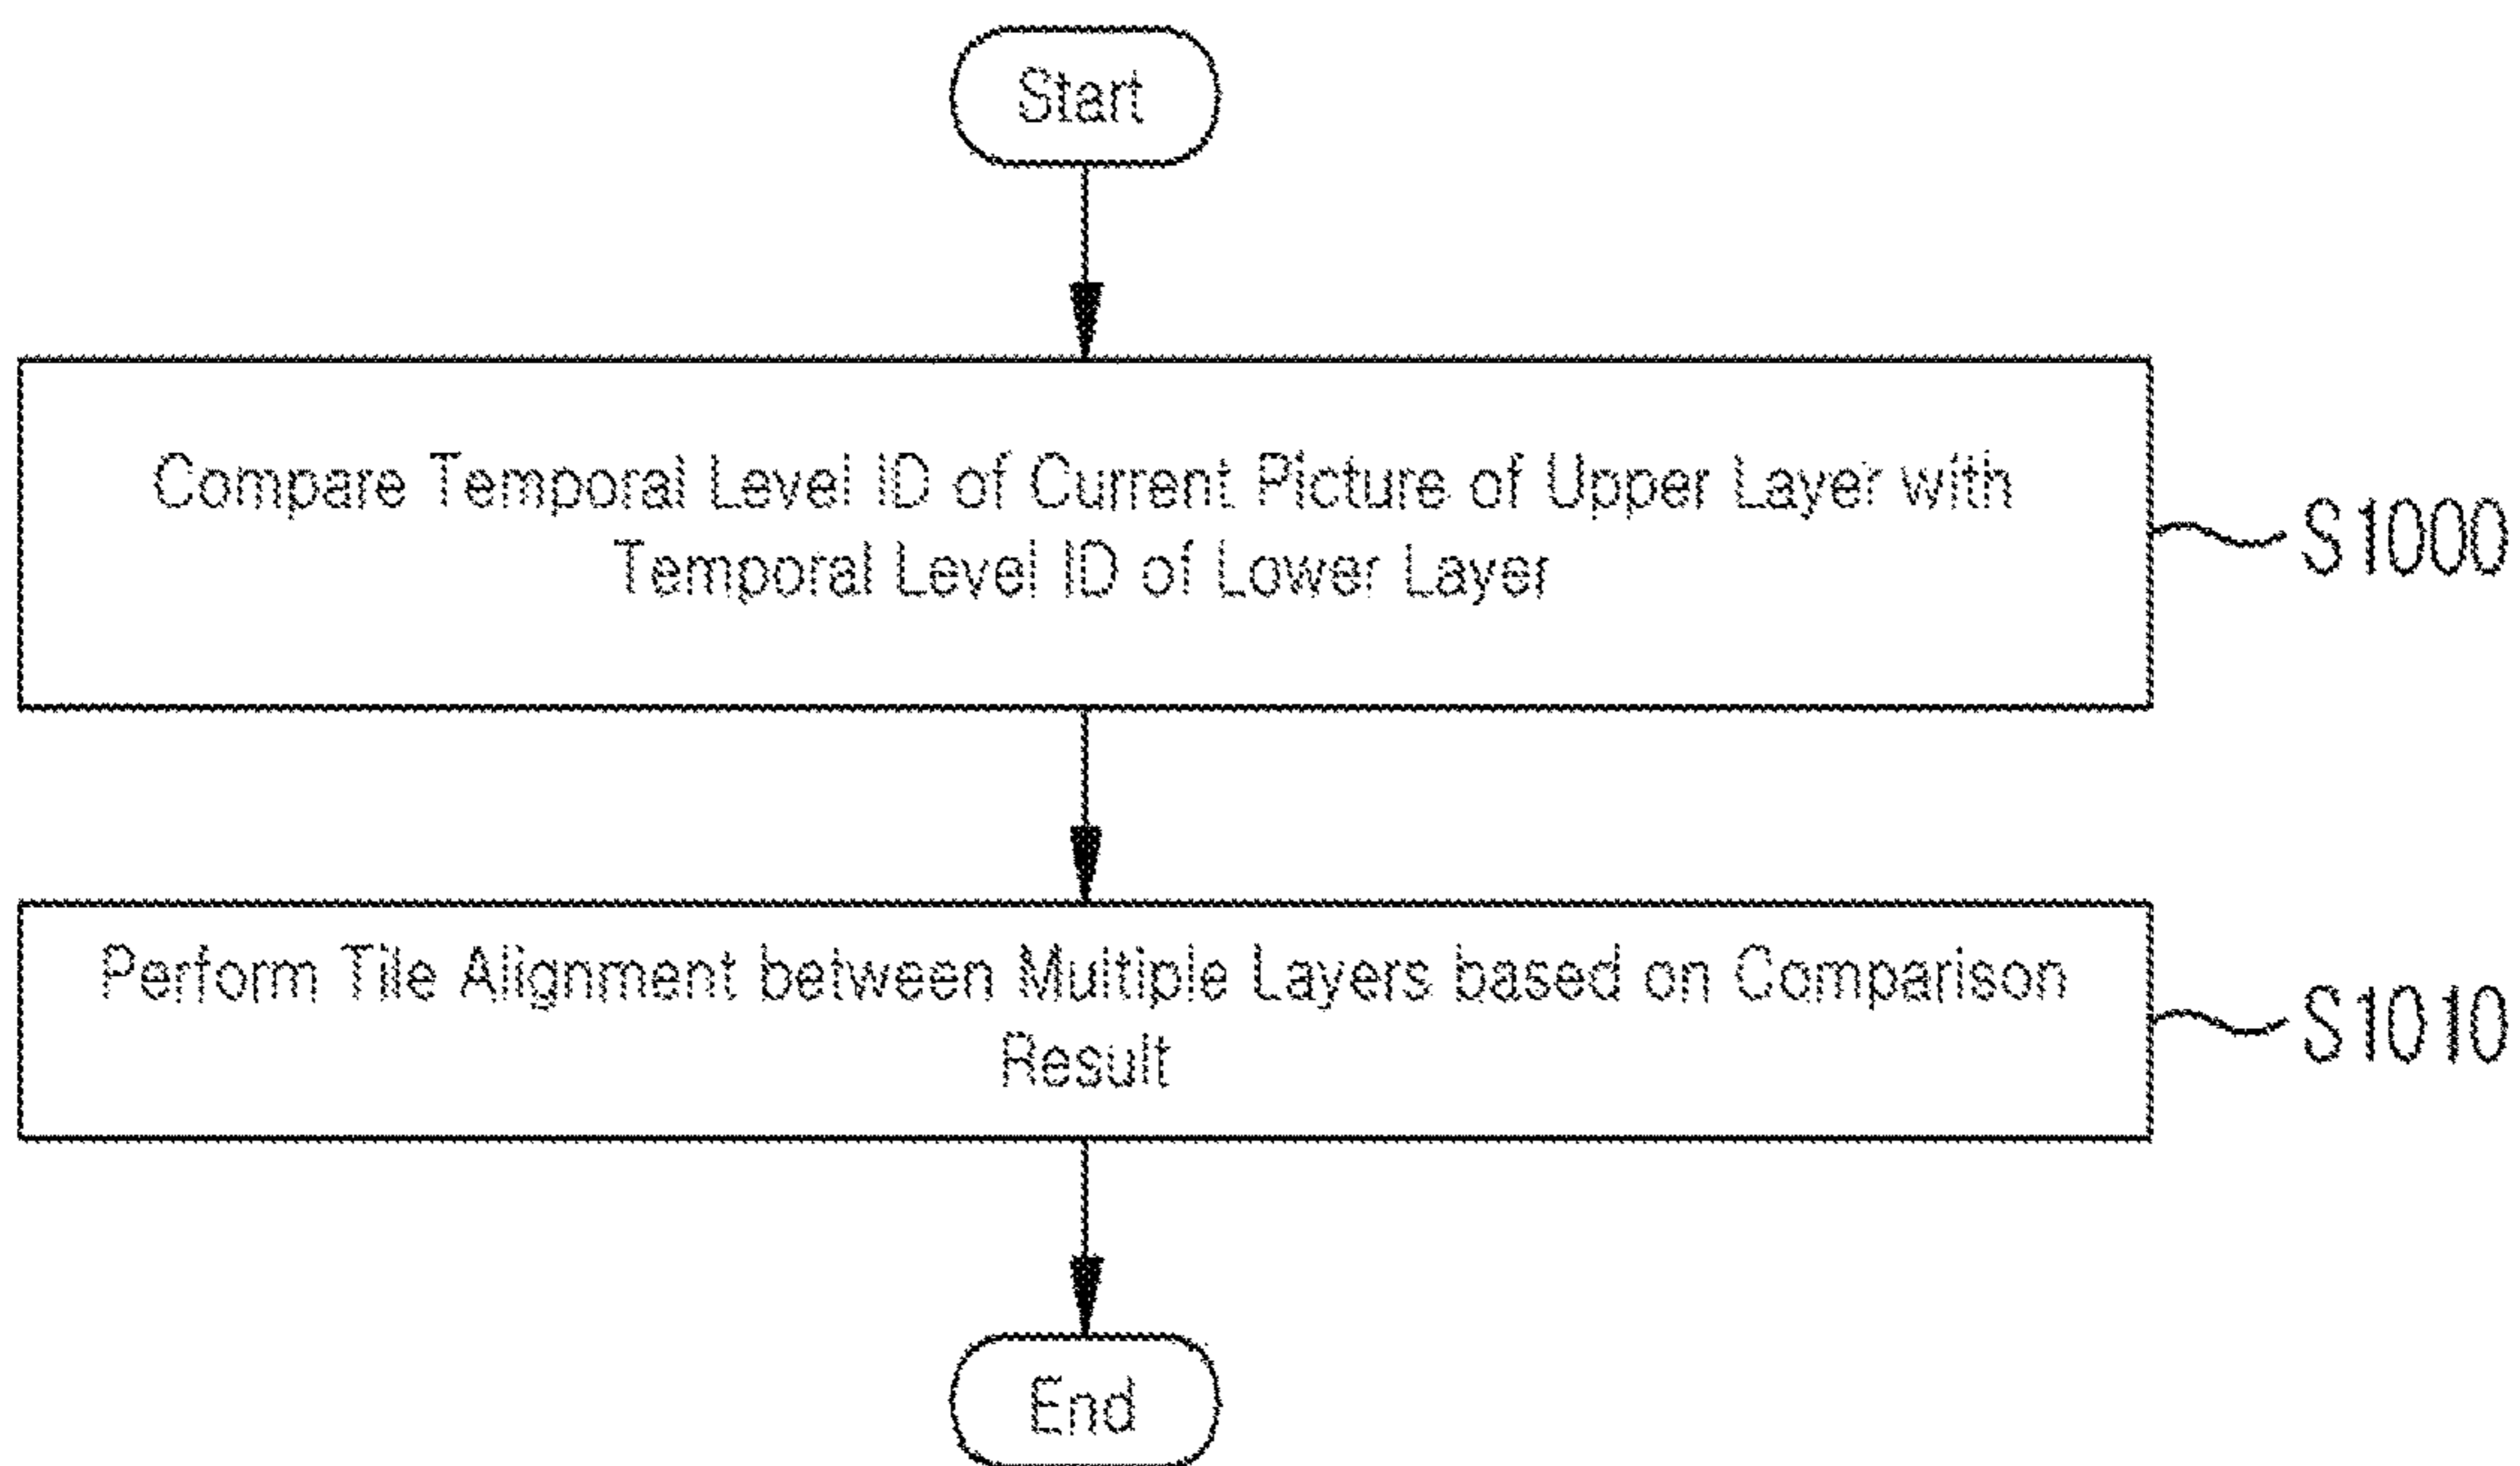 Start
Compare Temporal Level ID of Current Picture of Upper Layer with
Temporal Level ID of Lower Layer
S1000
Perform Tile Alignment between Multiple Layers based on Comparison
Result
S1010
End